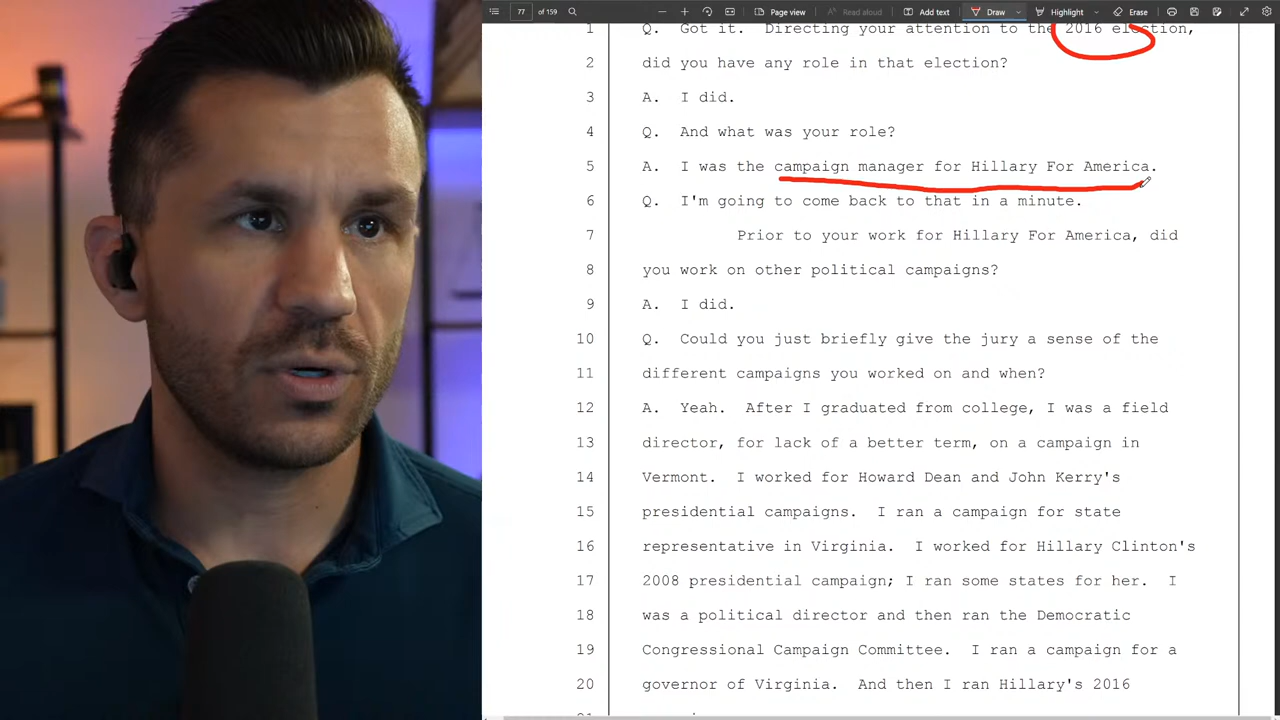 77 of 159 Page view Read aloud Add text Draw Highlight Erase
1 Q. Got it. Directing your attention to the 2016 election,
2 did you have any role in that election?
3 A. I did.
4 Q. And what was your role?
5 A. I was the campaign manager for Hillary For America.
6 Q. I'm going to come back to that in a minute.
7 Prior to your work for Hillary For America, did
8 you work on other political campaigns?
9 A. I did.
10 Q. Could you just briefly give the jury a sense of the
11 different campaigns you worked on and when?
12 A. Yeah. After I graduated from college, I was a field
13 director, for lack of a better term, on a campaign in
14 Vermont. I worked for Howard Dean and John Kerry's
15 presidential campaigns. I ran a campaign for state
16 representative in Virginia. I worked for Hillary Clinton's
17 2008 presidential campaign; I ran some states for her. I
18 was a political director and then ran the Democratic
19 Congressional Campaign Committee. I ran a campaign for a
20 governor of Virginia. And then I ran Hillary's 2016